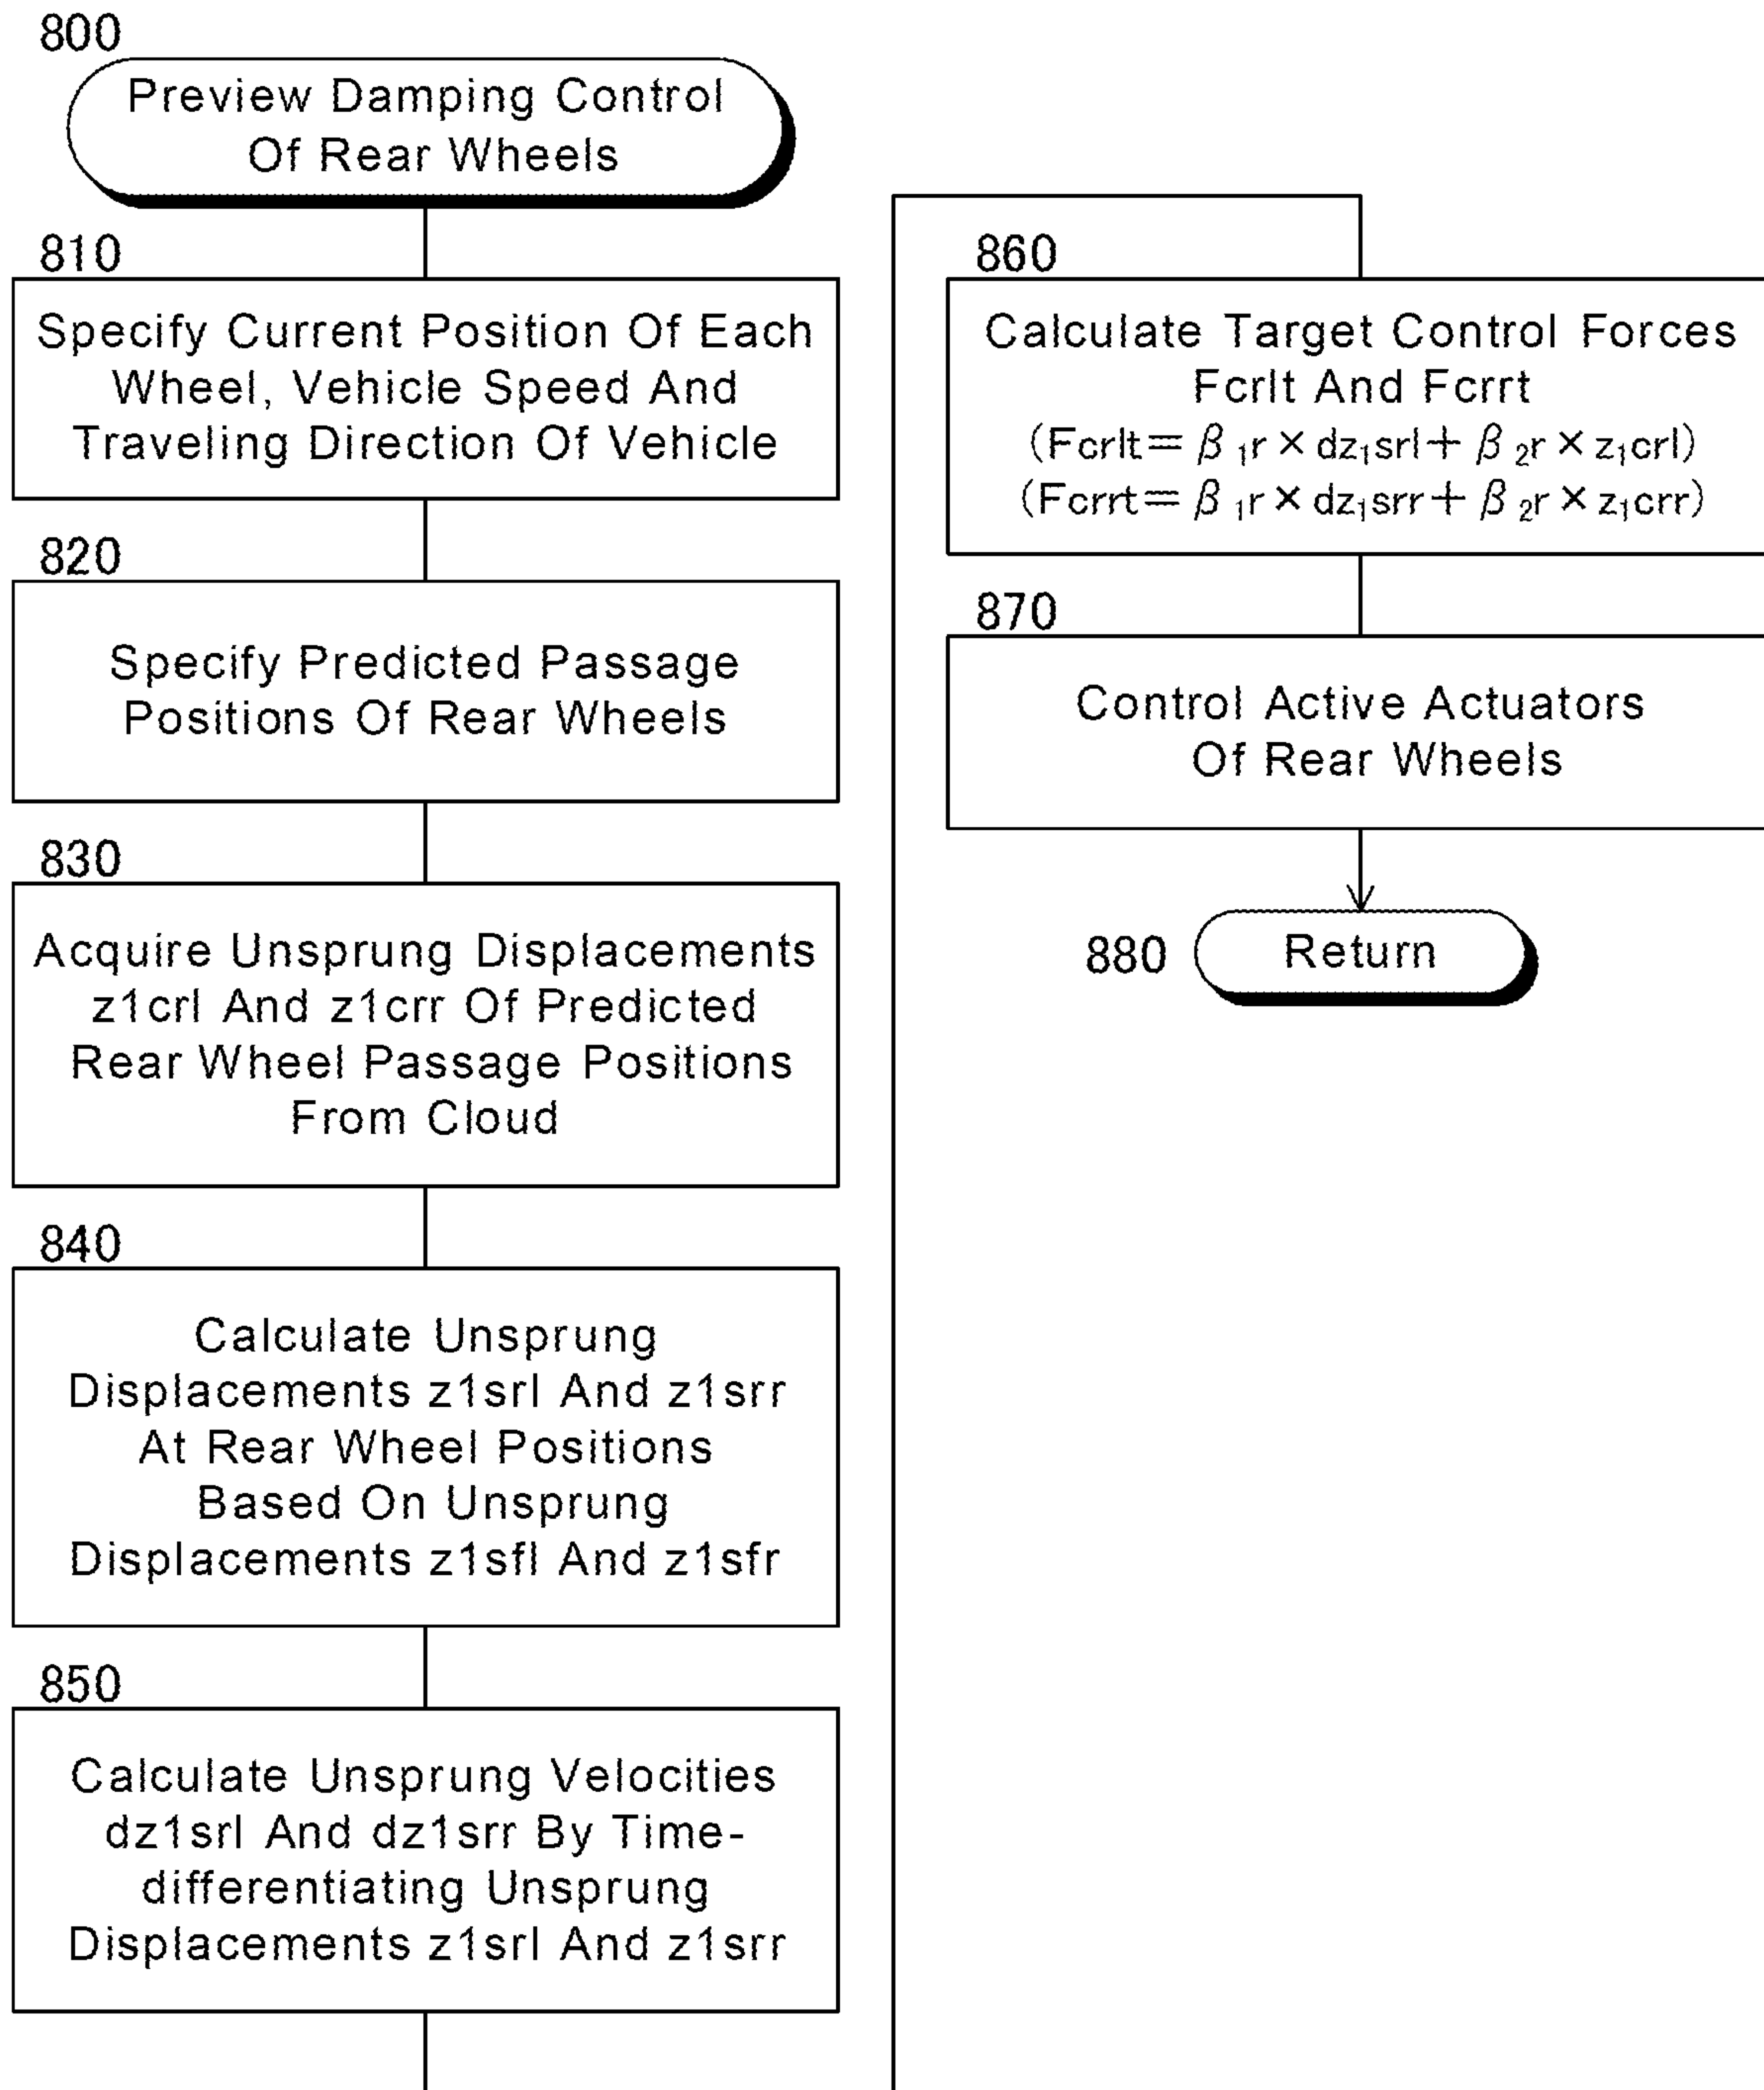 800
Preview Damping Control
Of Rear Wheels
810
Specify Current Position Of Each
Wheel, Vehicle Speed And
Traveling Direction Of Vehicle
820
Specify Predicted Passage
Positions Of Rear Wheels
830
Acquire Unsprung Displacements
z1crl And z1crr Of Predicted
Rear Wheel Passage Positions
From Cloud
840
Calculate Unsprung
Displacements z1srl And z1srr
At Rear Wheel Positions
Based On Unsprung
Displacements z1sfl And z1sfr
850
Calculate Unsprung Velocities
dz1srl And dz1srr By Time-
differentiating Unsprung
Displacements z1srl And z1srr
860
Calculate Target Control Forces
Fcrlt And Fcrrt
(Fcrlt=β₁r×dz₁srl+β₂r×z₁crl)
(Fcrrt=β₁r×dz₁srr+β₂r×z₁crr)
870
Control Active Actuators
Of Rear Wheels
880
Return